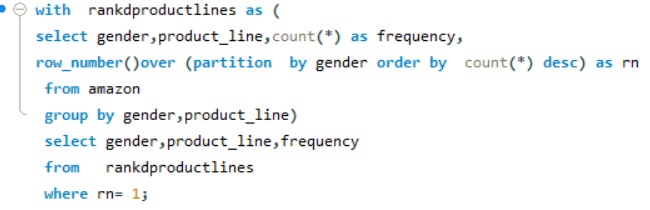 with  rankdproductlines as (
select gender,product_line,count(*) as frequency,
row_number()over (partition  by gender order by  count(*) desc) as rn
from amazon
group by gender,product_line)
select gender,product_line,frequency
from   rankdproductlines
where rn= 1;